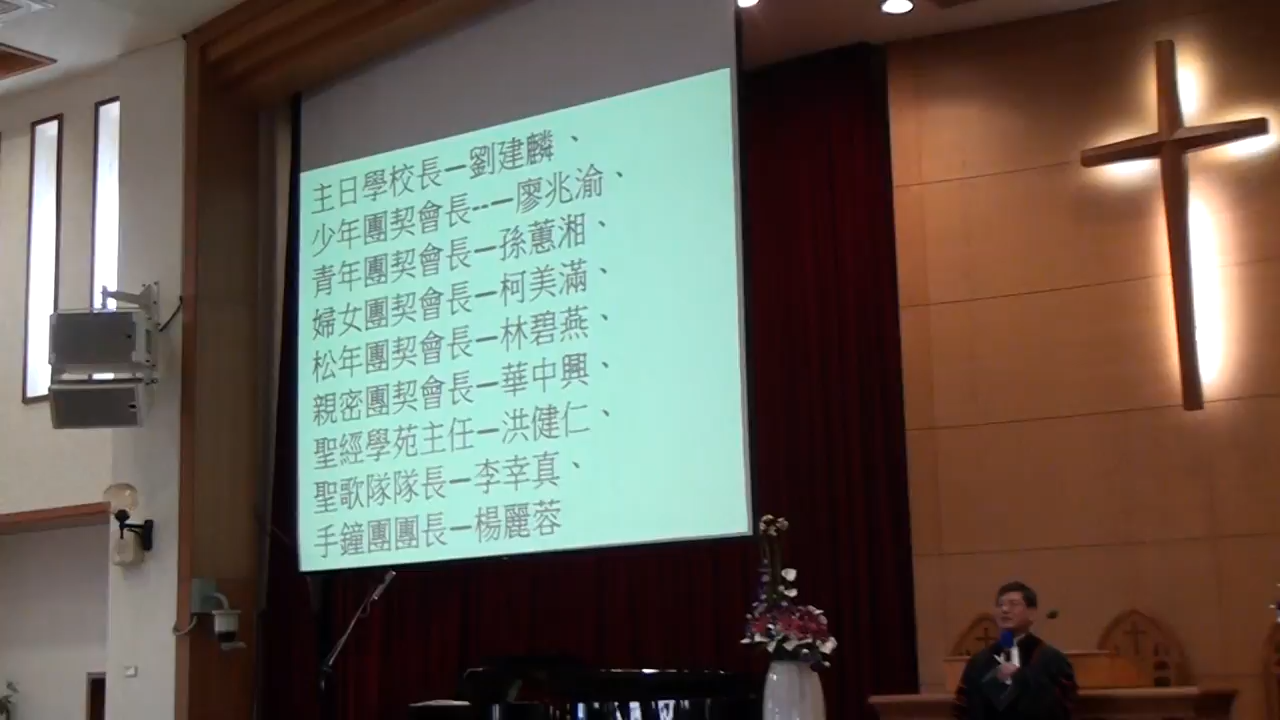 主日學校長—劉建麟、
少年團契會長--—廖兆渝、
青年團契會長—孫蕙湘、
婦女團契會長—柯美滿、
松年團契會長—林碧燕、
親密團契會長—華中興、
聖經學苑主任—洪健仁、
聖歌隊隊長—李幸真、
手鐘團團長—楊麗蓉